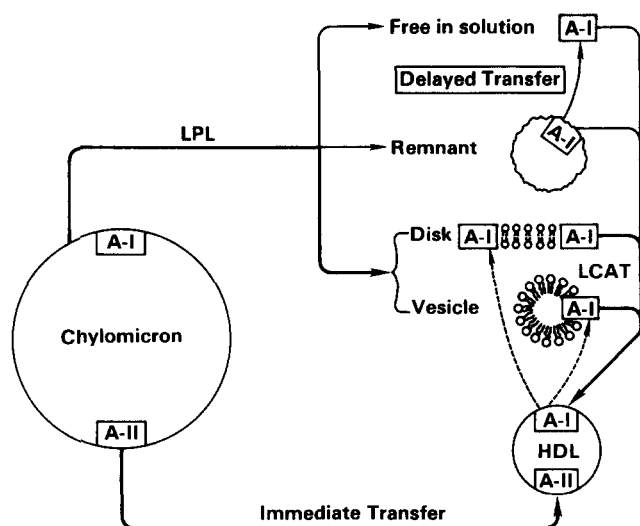 Free in solution A-I
Delayed Transfer
LPL
Remnant A-I
A-I
Disk A-I A-I
LCAT
Chylomicron
Vesicle A-I
A-II
A-I
HDL
A-II
Immediate Transfer